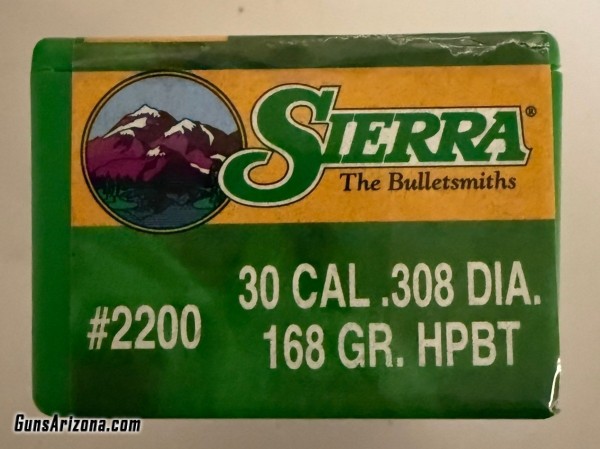 SIERRA®
The Bulletsmiths
#2200
30 CAL .308 DIA.
168 GR. HPBT
GunsArizona.com